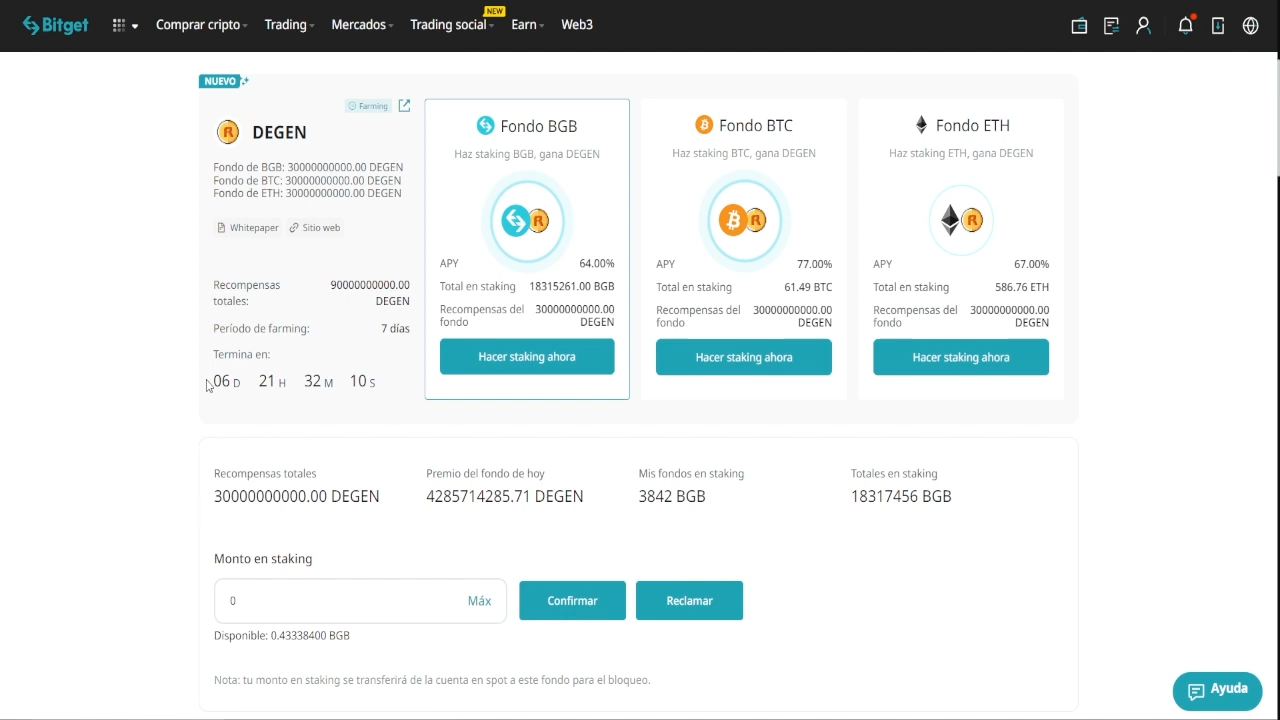 Bitget
Comprar cripto
Trading
Mercados
Trading social
NEW
Earn
Web3
NUEVO
Farming
DEGEN
Fondo de BGB: 30000000000.00 DEGEN
Fondo de BTC: 30000000000.00 DEGEN
Fondo de ETH: 30000000000.00 DEGEN
Whitepaper
Sitio web
Recompensas 90000000000.00
totales: DEGEN
Período de farming: 7 días
Termina en:
06 D 21 H 32 M 10 S
Fondo BGB
Haz staking BGB, gana DEGEN
R
APY 64.00%
Total en staking 18315261.00 BGB
Recompensas del 30000000000.00
fondo DEGEN
Hacer staking ahora
Fondo BTC
Haz staking BTC, gana DEGEN
R
APY 77.00%
Total en staking 61.49 BTC
Recompensas del 30000000000.00
fondo DEGEN
Hacer staking ahora
Fondo ETH
Haz staking ETH, gana DEGEN
R
APY 67.00%
Total en staking 586.76 ETH
Recompensas del 30000000000.00
fondo DEGEN
Hacer staking ahora
Recompensas totales
30000000000.00 DEGEN
Premio del fondo de hoy
4285714285.71 DEGEN
Mis fondos en staking
3842 BGB
Totales en staking
18317456 BGB
Monto en staking
0 Máx
Confirmar
Reclamar
Disponible: 0.43338400 BGB
Nota: tu monto en staking se transferirá de la cuenta en spot a este fondo para el bloqueo.
Ayuda